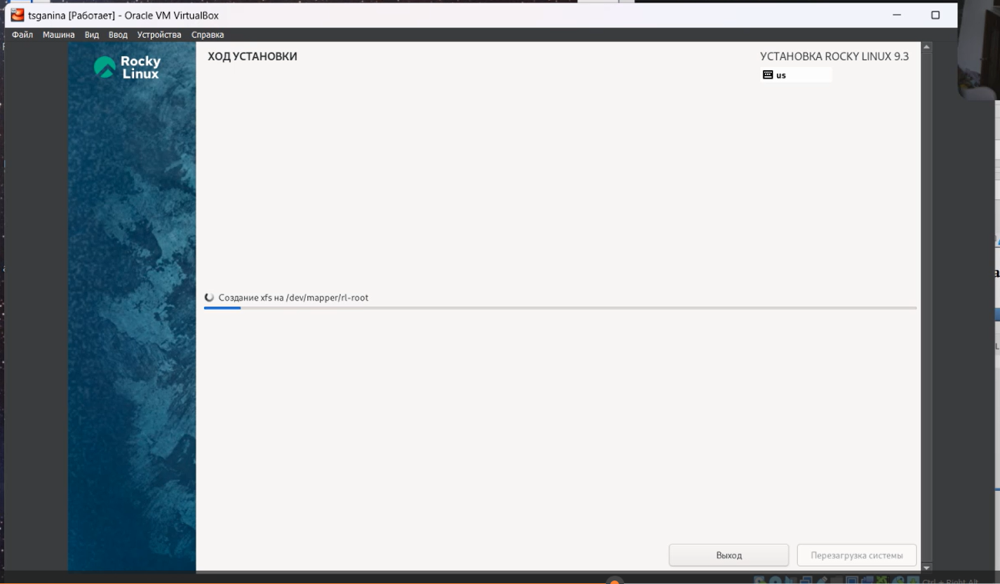 tsganina [Работает] - Oracle VM VirtualBox
Файл Машина Вид Ввод Устройства Справка
Rocky
Linux
ХОД УСТАНОВКИ
УСТАНОВКА ROCKY LINUX 9.3
us
Создание xfs на /dev/mapper/rl-root
Выход
Перезагрузка системы
Ctrl + Right Alt